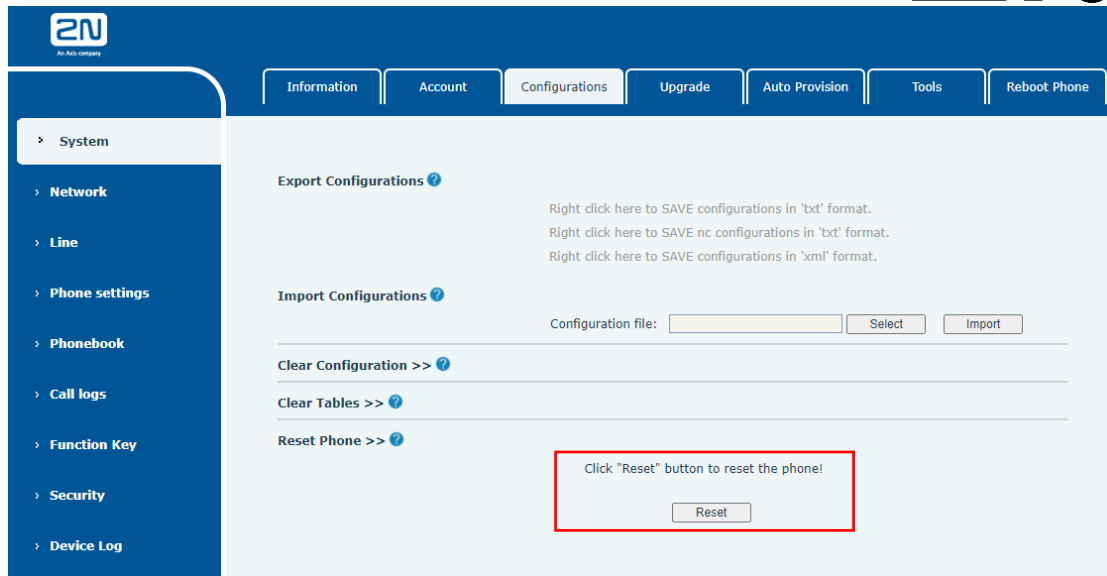 2N
An Axis company
Information Account Configurations Upgrade Auto Provision Tools Reboot Phone
› System
› Network
› Line
› Phone settings
› Phonebook
› Call logs
› Function Key
› Security
› Device Log
Export Configurations ?
Right click here to SAVE configurations in 'txt' format.
Right click here to SAVE nc configurations in 'txt' format.
Right click here to SAVE configurations in 'xml' format.
Import Configurations ?
Configuration file: Select Import
Clear Configuration >> ?
Clear Tables >> ?
Reset Phone >> ?
Click "Reset" button to reset the phone!
Reset